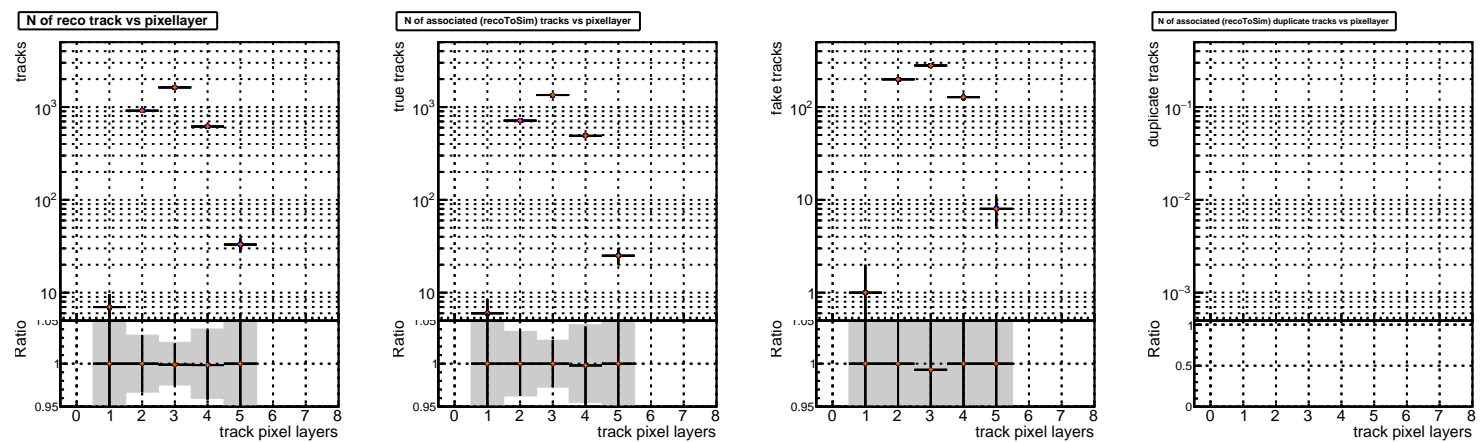 N of reco track vs pixellayer
tracks
10³
10²
10
Ratio
1.05
1
0.95
0 1 2 3 4 5 6 7 8
track pixel layers
N of associated (recoToSim) tracks vs pixellayer
true tracks
10³
10²
10
Ratio
1.05
1
0.95
0 1 2 3 4 5 6 7 8
track pixel layers
fake tracks
10²
10
1
Ratio
1.05
1
0.95
0 1 2 3 4 5 6 7 8
track pixel layers
N of associated (recoToSim) duplicate tracks vs pixellayer
duplicate tracks
10⁻¹
10⁻²
10⁻³
Ratio
1
0.5
0
0 1 2 3 4 5 6 7 8
track pixel layers